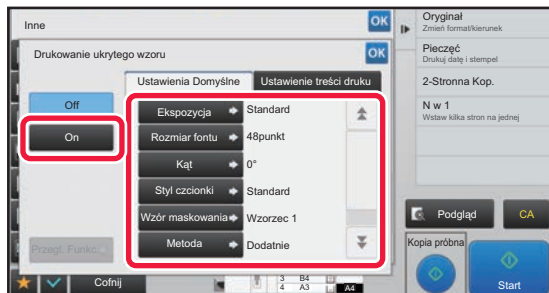 Inne
OK
Drukowanie ukrytego wzoru
OK
Ustawienia Domyślne
Ustawienie treści druku
Off
On
Ekspozycja
Standard
Rozmiar fontu
48punkt
Kąt
0°
Styl czcionki
Standard
Wzór maskowania
Wzorzec 1
Metoda
Dodatnie
Przegl. Funkc.
Cofnij
3 B4
4 A3
A4
Oryginał
Zmień format/kierunek
Pieczęć
Drukuj datę i stempel
2-Stronna Kop.
N w 1
Wstaw kilka stron na jednej
Podgląd
CA
Kopia próbna
Start